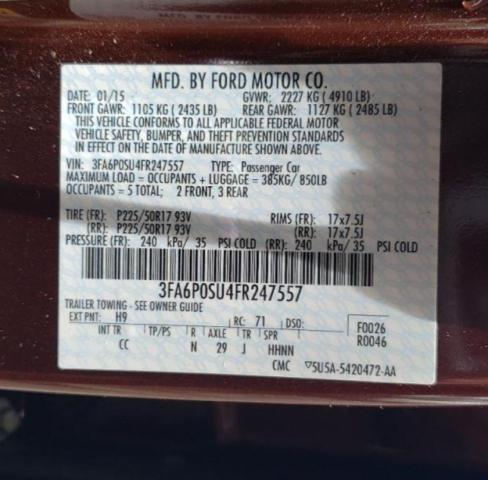 MFD. BY FORD MOTOR CO.
DATE: 01/15 GVWR: 2227 KG ( 4910 LB)
FRONT GAWR: 1105 KG ( 2435 LB) REAR GAWR: 1127 KG ( 2485 LB)
THIS VEHICLE CONFORMS TO ALL APPLICABLE FEDERAL MOTOR
VEHICLE SAFETY, BUMPER, AND THEFT PREVENTION STANDARDS
IN EFFECT ON THE DATE OF MANUFACTURE SHOWN ABOVE.
VIN: 3FA6P0SU4FR247557 TYPE: Passenger Car
MAXIMUM LOAD = OCCUPANTS + LUGGAGE = 385KG/ 850LB
OCCUPANTS = 5 TOTAL; 2 FRONT, 3 REAR
TIRE (FR): P225/50R17 93V RIMS (FR): 17x7.5J
(RR): P225/50R17 93V (RR): 17x7.5J
PRESSURE (FR): 240 kPa/ 35 PSI COLD (RR): 240 kPa/ 35 PSI COLD
3FA6P0SU4FR247557
TRAILER TOWING - SEE OWNER GUIDE
EXT PNT: H9 RC: 71 DSO: F0026
INT TR TP/PS R AXLE TR SPR R0046
CC N 29 J HHNN
CMC ▽5U5A-5420472-AA